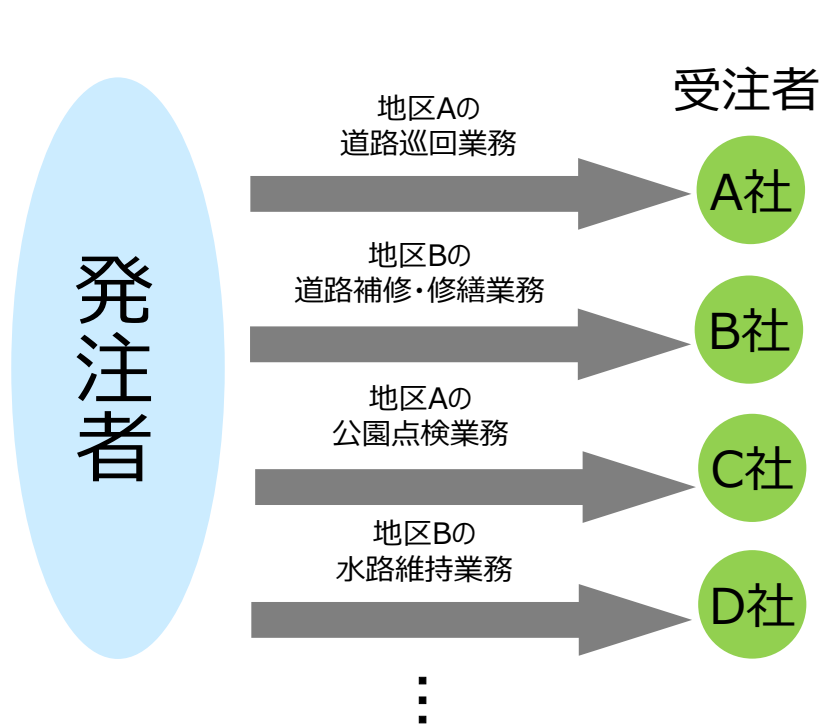 受注者
発注者
地区Aの
道路巡回業務
A社
地区Bの
道路補修・修繕業務
B社
地区Aの
公園点検業務
C社
地区Bの
水路維持業務
D社
⋮